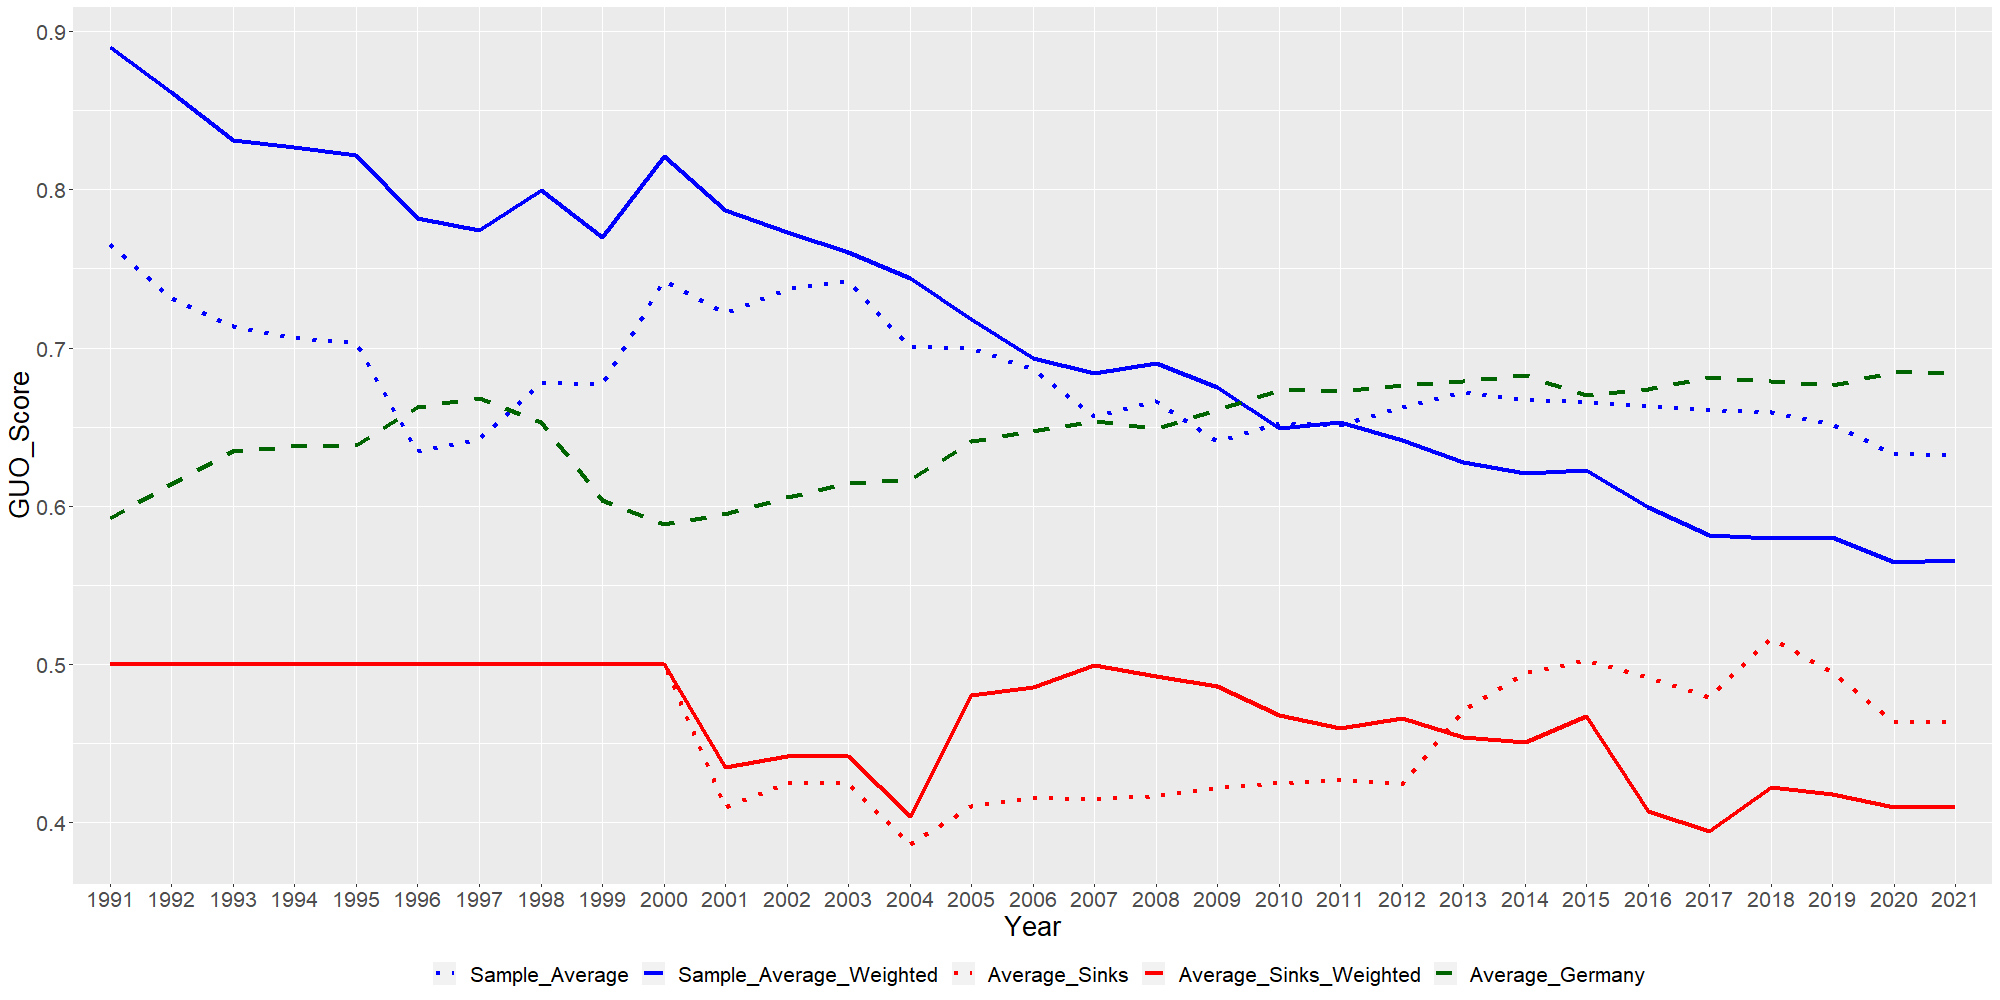 GUO_Score
0.9
0.8
0.7
0.6
0.5
0.4
1991 1992 1993 1994 1995 1996 1997 1998 1999 2000 2001 2002 2003 2004 2005 2006 2007 2008 2009 2010 2011 2012 2013 2014 2015 2016 2017 2018 2019 2020 2021
Year
Sample_Average Sample_Average_Weighted Average_Sinks Average_Sinks_Weighted Average_Germany